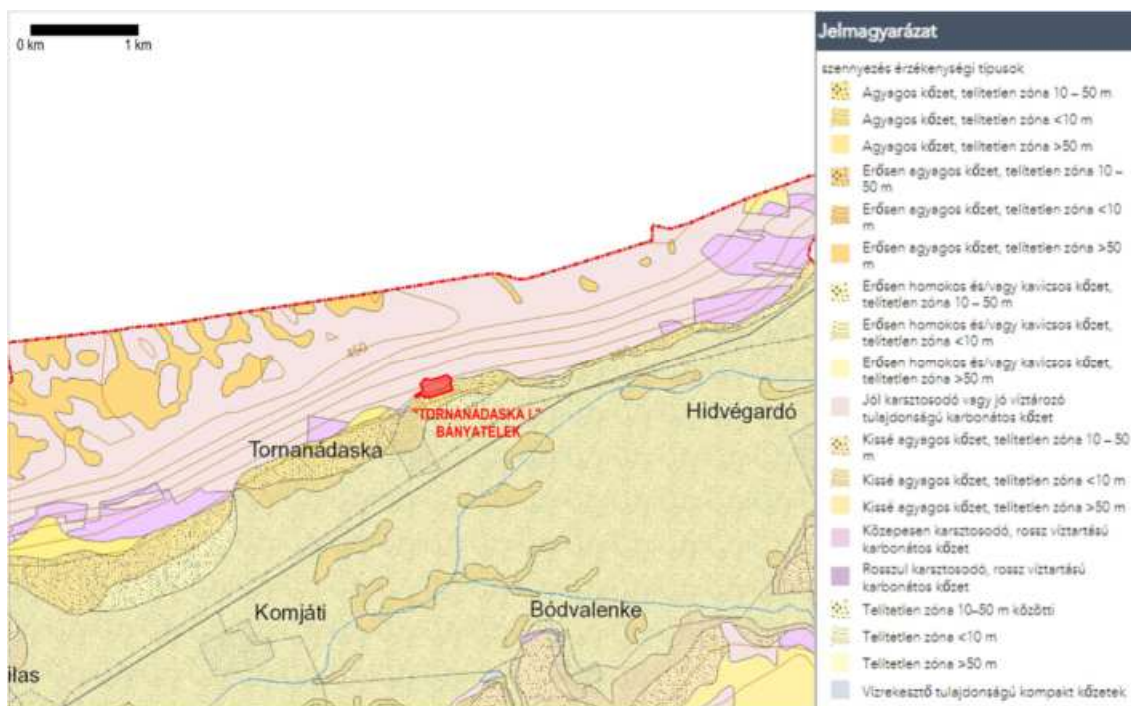 0 km 1 km
460
"TORNANÁDASKA I."
BÁNYATELEK
Tornanádaska
Hidvégardó
Komjáti
Bódvalenke
ilas
Jelmagyarázat
szennyezés érzékenységi típusok
Agyagos kőzet, telítetlen zóna 10 – 50 m
Agyagos kőzet, telítetlen zóna <10 m
Agyagos kőzet, telítetlen zóna >50 m
Erősen agyagos kőzet, telítetlen zóna 10 –
50 m
Erősen agyagos kőzet, telítetlen zóna <10
m
Erősen agyagos kőzet, telítetlen zóna >50
m
Erősen homokos és/vagy kavicsos kőzet,
telítetlen zóna 10 – 50 m
Erősen homokos és/vagy kavicsos kőzet,
telítetlen zóna <10 m
Erősen homokos és/vagy kavicsos kőzet,
telítetlen zóna >50 m
Jól karsztosodó vagy jó víztározó
tulajdonságú karbonátos kőzet
Kissé agyagos kőzet, telítetlen zóna 10 – 50
m
Kissé agyagos kőzet, telítetlen zóna <10 m
Kissé agyagos kőzet, telítetlen zóna >50 m
Közepesen karsztosodó, rossz víztartású
karbonátos kőzet
Rosszul karsztosodó, rossz víztartású
karbonátos kőzet
Telítetlen zóna 10–50 m közötti
Telítetlen zóna <10 m
Telítetlen zóna >50 m
Vízrekesztő tulajdonságú kompakt kőzetek